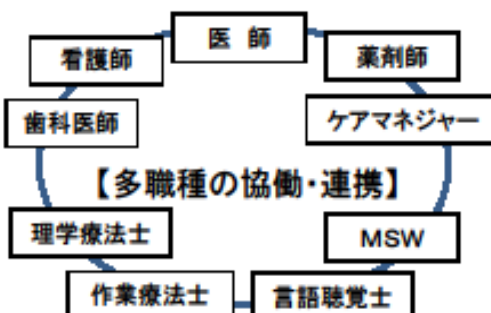 医 師
看護師
薬剤師
歯科医師
ケアマネジャー
【多職種の協働・連携】
理学療法士
MSW
作業療法士
言語聴覚士